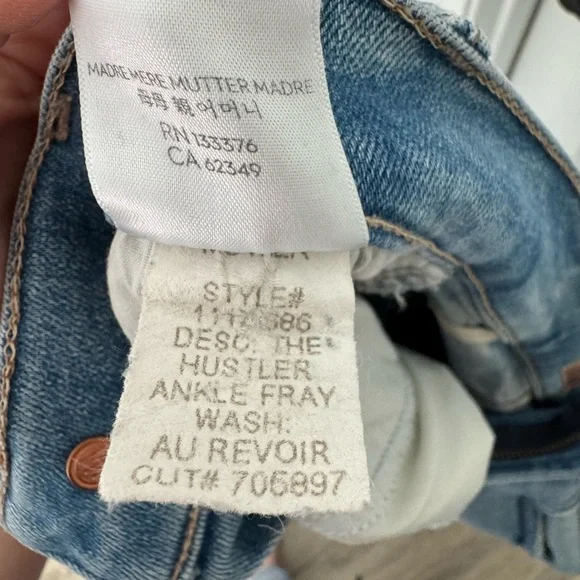 MADRE MERE MUTTER MADRE
母母親어머니
RN 133376
CA 62349
STYLE#
DESC: THE
HUSTLER
ANKLE FRAY
WASH:
AU REVOIR
CUT# 706897